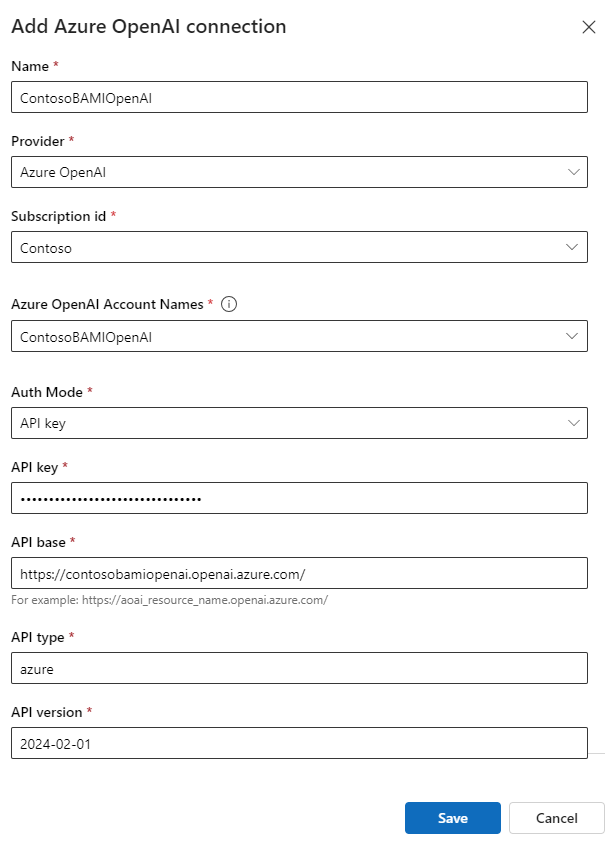 Add Azure OpenAI connection
Name *
ContosoBAMIOpenAI
Provider *
Azure OpenAI
Subscription id *
Contoso
Azure OpenAI Account Names *
ContosoBAMIOpenAI
Auth Mode *
API key
API key *
••••••••••••••••••••••••••••••••
API base *
https://contosobamiopenai.openai.azure.com/
For example: https://aoai_resource_name.openai.azure.com/
API type *
azure
API version *
2024-02-01
Save Cancel